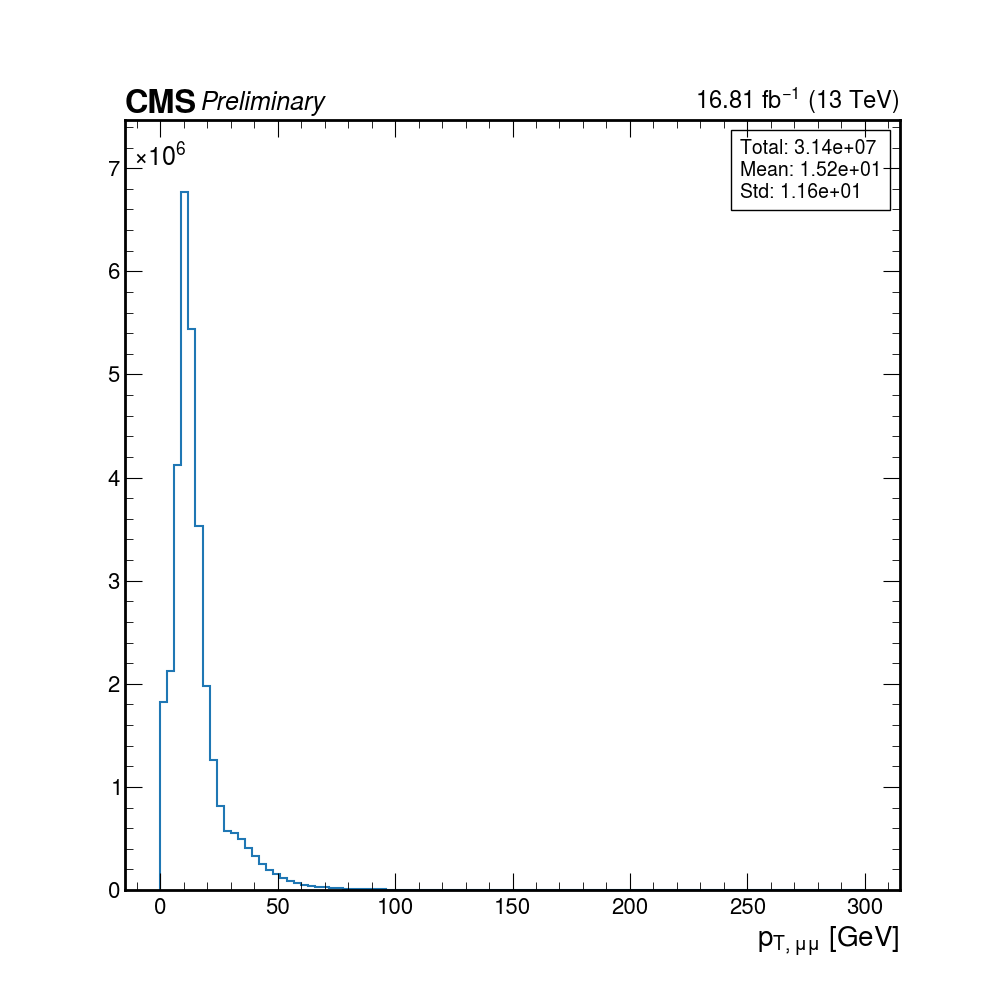 CMS Preliminary
16.81 fb⁻¹ (13 TeV)
×10⁶
Total: 3.14e+07
Mean: 1.52e+01
Std: 1.16e+01
7
6
5
4
3
2
1
0
0 50 100 150 200 250 300
p_{T, μμ} [GeV]